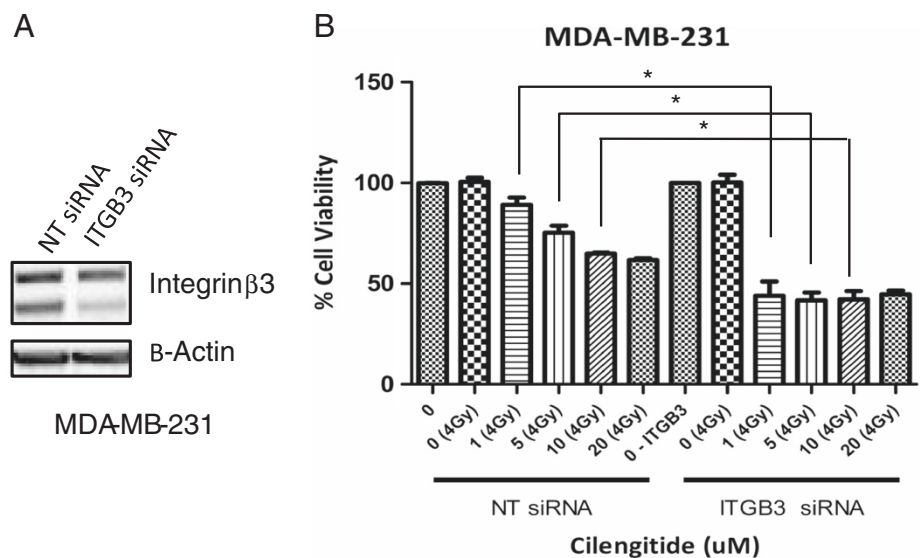 A
NT siRNA
ITGB3 siRNA
Integrinβ3
B-Actin
MDA-MB-231
B
MDA-MB-231
% Cell Viability
150
100
50
0
*
*
*
0
0 (4Gy)
1 (4Gy)
5 (4Gy)
10 (4Gy)
20 (4Gy)
0 - ITGB3
0 (4Gy)
1 (4Gy)
5 (4Gy)
10 (4Gy)
20 (4Gy)
NT siRNA
ITGB3 siRNA
Cilengitide (uM)